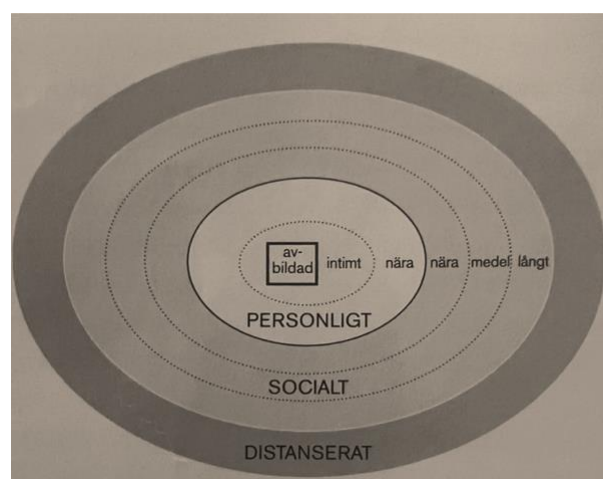 av-
bildad
intimt nära nära medel långt
PERSONLIGT
SOCIALT
DISTANSERAT